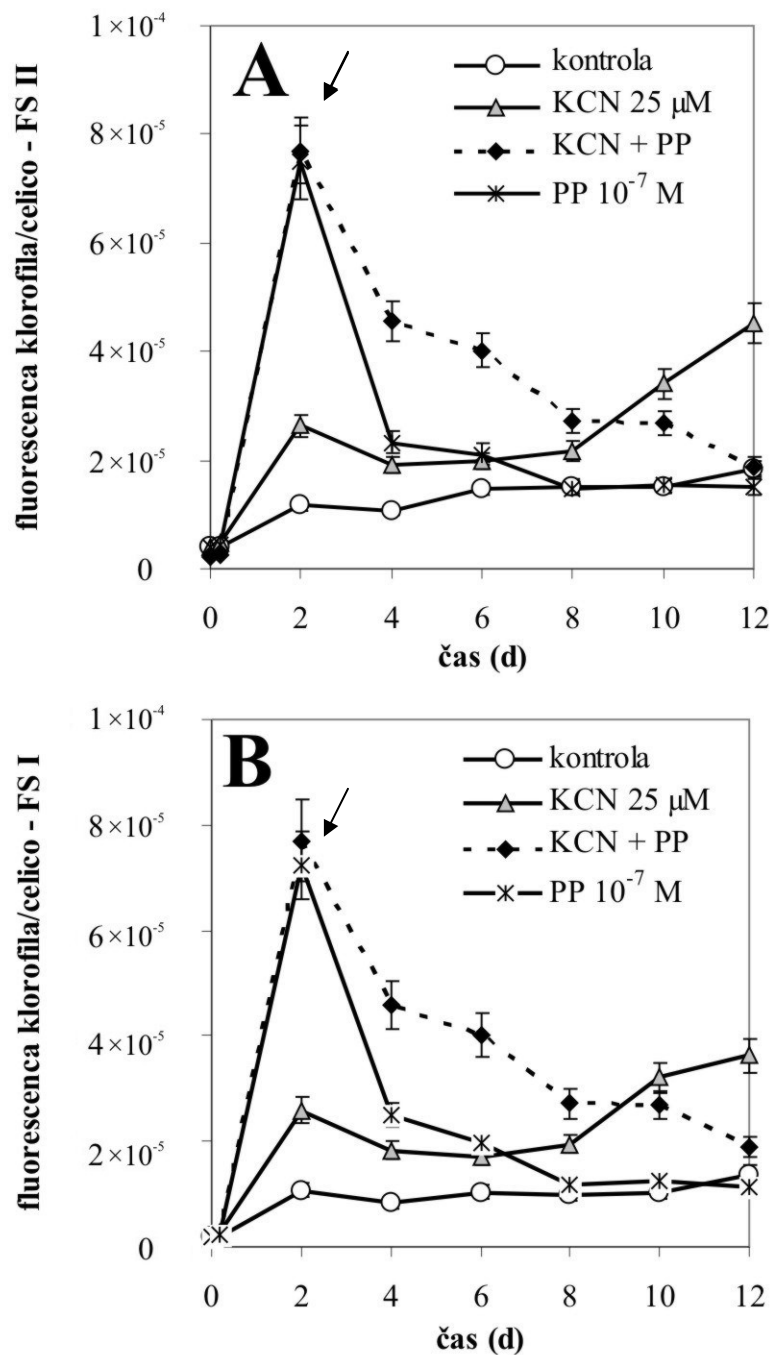 A
fluorescenca klorofila/celico - FS II
1×10⁻⁴
8×10⁻⁵
6×10⁻⁵
4×10⁻⁵
2×10⁻⁵
0
kontrola
KCN 25 µM
KCN + PP
PP 10⁻⁷ M
0 2 4 6 8 10 12
čas (d)
B
fluorescenca klorofila/celico - FS I
1×10⁻⁴
8×10⁻⁵
6×10⁻⁵
4×10⁻⁵
2×10⁻⁵
0
kontrola
KCN 25 µM
KCN + PP
PP 10⁻⁷ M
0 2 4 6 8 10 12
čas (d)